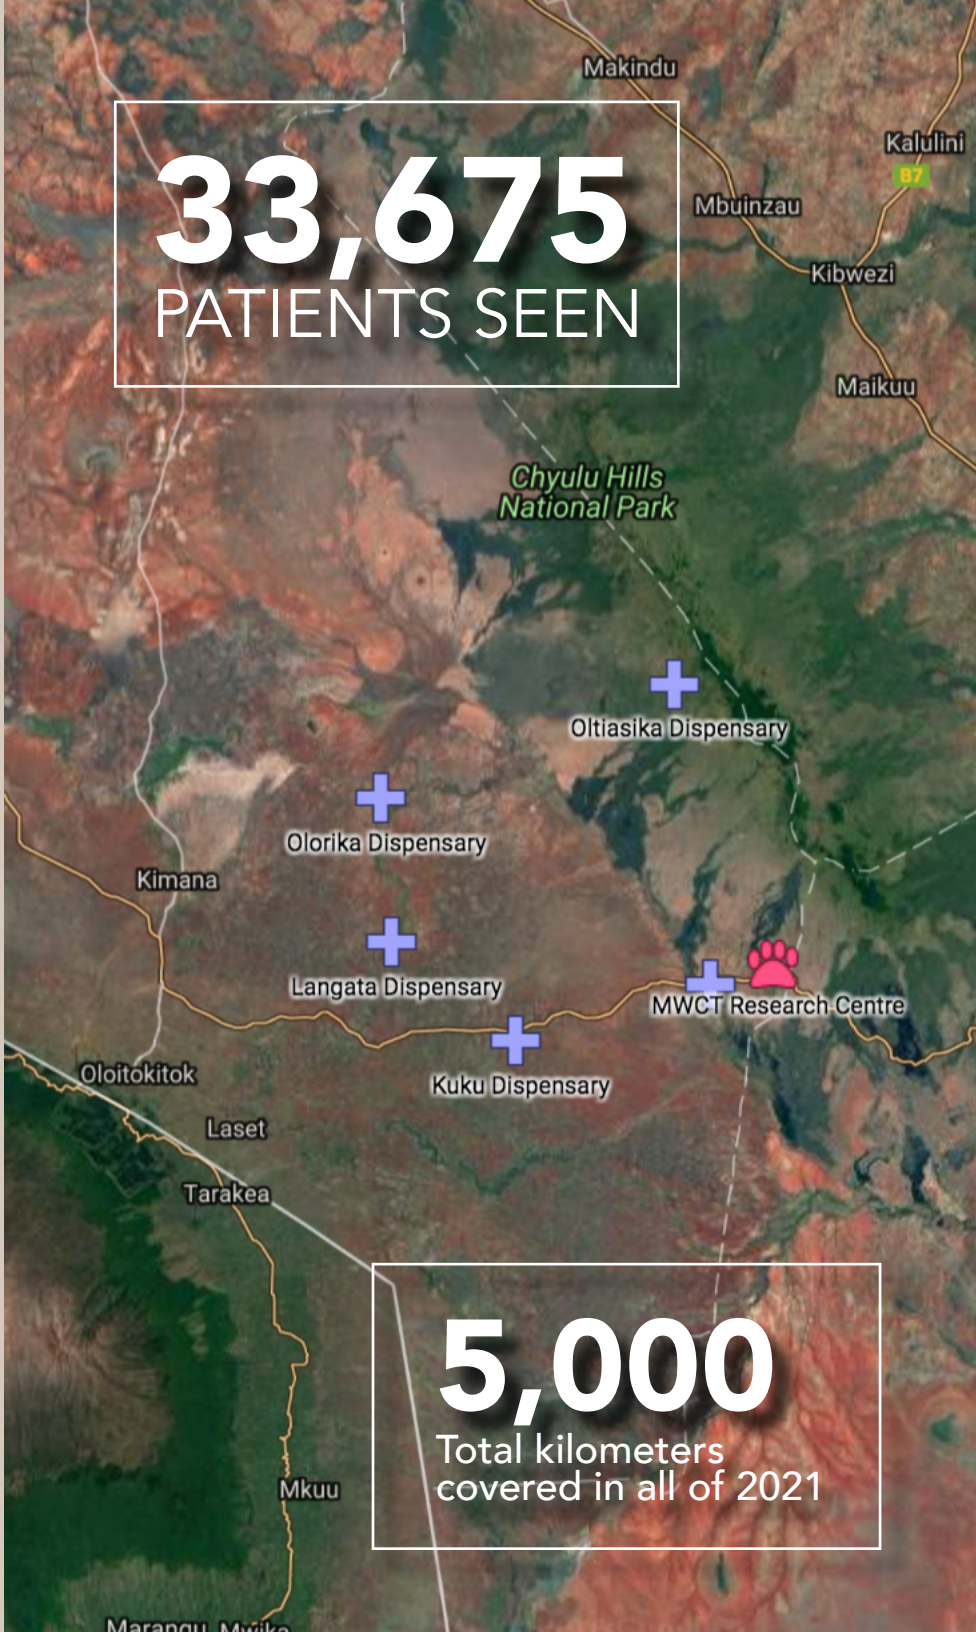 Makindu
Kalulini
B7
33,675
PATIENTS SEEN
Mbuinzau
Kibwezi
Maikuu
Chyulu Hills
National Park
Oltiasika Dispensary
Olorika Dispensary
Kimana
Langata Dispensary
MWCT Research Centre
Kuku Dispensary
Oloitokitok
Laset
Tarakea
5,000
Total kilometers
covered in all of 2021
Mkuu
Marangu Mwika